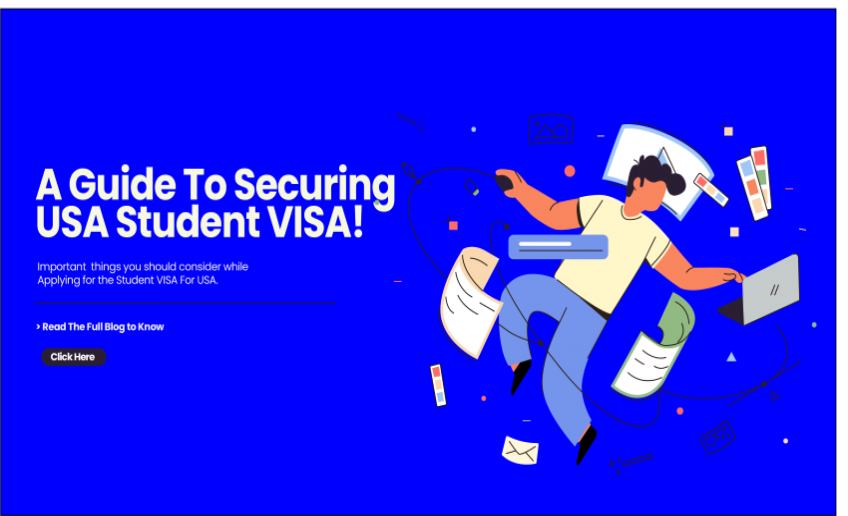 A Guide To Securing
USA Student VISA!
Important things you should consider while
Applying for the Student VISA For USA.
› Read The Full Blog to Know
Click Here